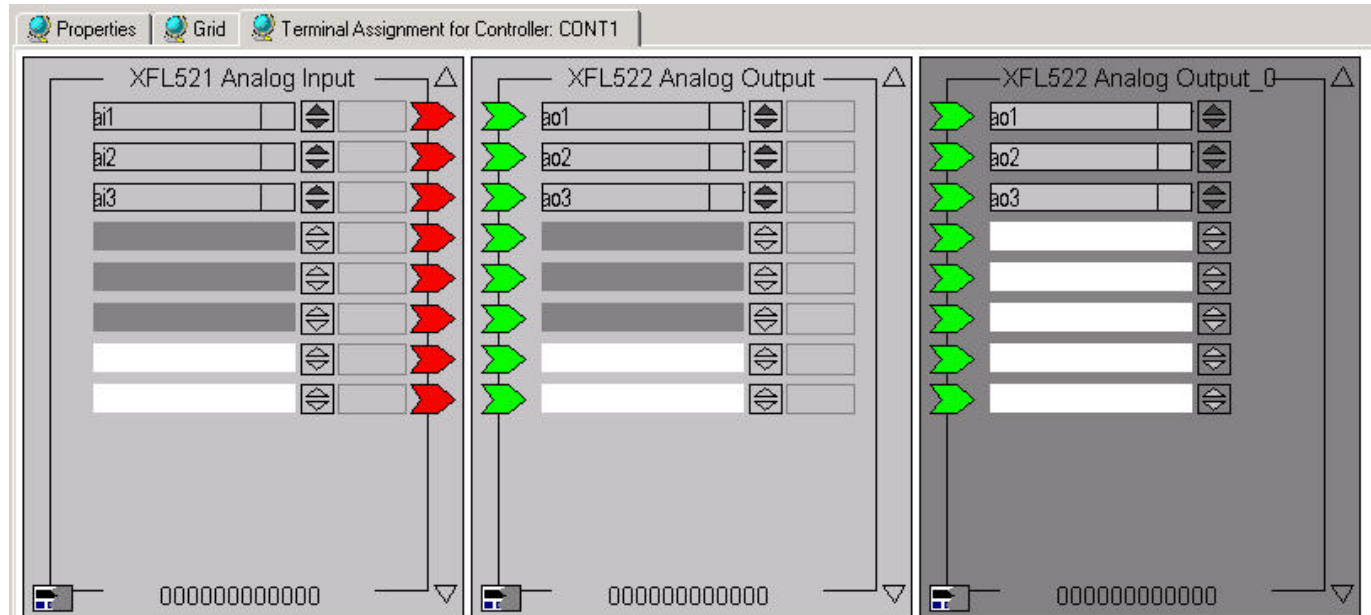 Properties Grid Terminal Assignment for Controller: CONT1
XFL521 Analog Input
ai1
ai2
ai3
000000000000
XFL522 Analog Output
ao1
ao2
ao3
000000000000
XFL522 Analog Output_0
ao1
ao2
ao3
000000000000